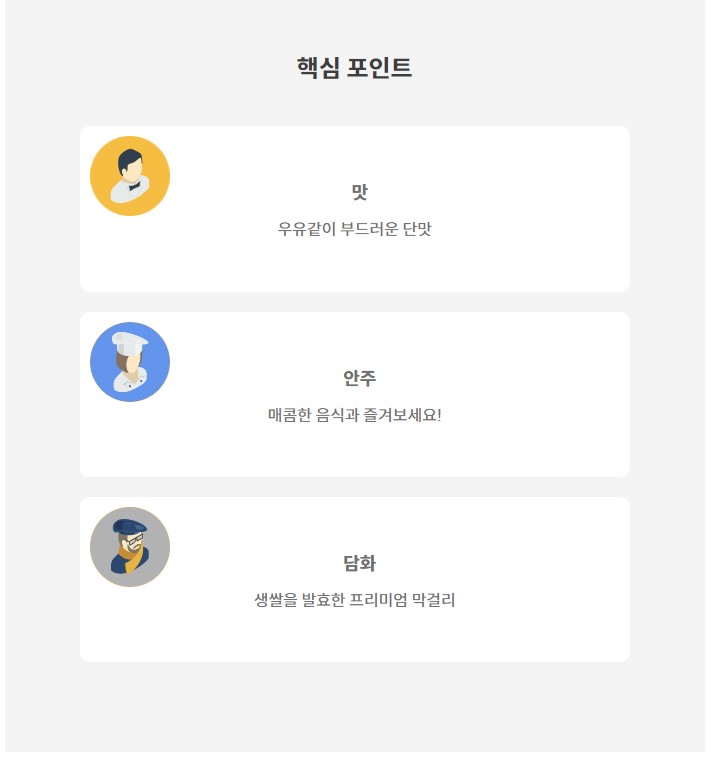 핵심 포인트
맛
우유같이 부드러운 단맛
안주
매콤한 음식과 즐겨보세요!
담화
생쌀을 발효한 프리미엄 막걸리